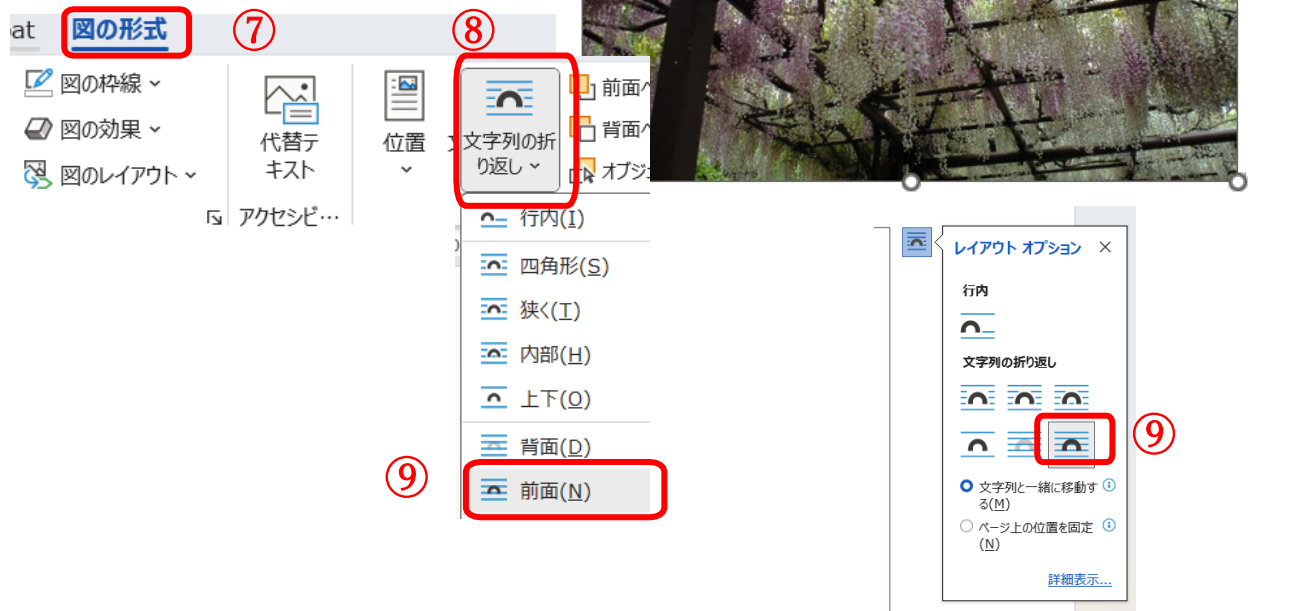 at 図の形式 ⑦ ⑧
図の枠線
図の効果
図のレイアウト
代替テ
キスト
アクセシビ…
位置
文字列の折
り返し
前面へ
背面へ
オブジェ
行内(I)
四角形(S)
狭く(T)
内部(H)
上下(O)
背面(D)
⑨ 前面(N)
レイアウト オプション ×
行内
文字列の折り返し
⑨
文字列と一緒に移動す
る(M)
ページ上の位置を固定
(N)
詳細表示...